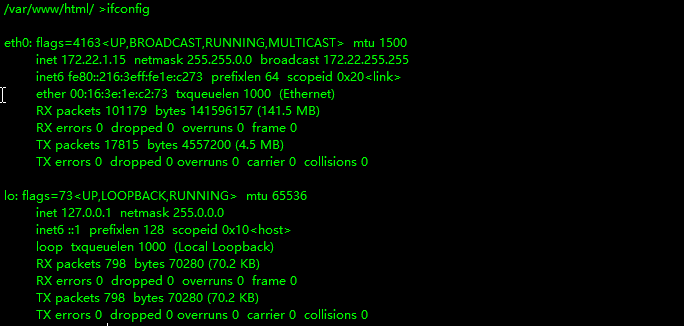 /var/www/html/ >ifconfig
eth0: flags=4163<UP,BROADCAST,RUNNING,MULTICAST> mtu 1500
inet 172.22.1.15 netmask 255.255.0.0 broadcast 172.22.255.255
inet6 fe80::216:3eff:fe1e:c273 prefixlen 64 scopeid 0x20<link>
ether 00:16:3e:1e:c2:73 txqueuelen 1000 (Ethernet)
RX packets 101179 bytes 141596157 (141.5 MB)
RX errors 0 dropped 0 overruns 0 frame 0
TX packets 17815 bytes 4557200 (4.5 MB)
TX errors 0 dropped 0 overruns 0 carrier 0 collisions 0
lo: flags=73<UP,LOOPBACK,RUNNING> mtu 65536
inet 127.0.0.1 netmask 255.0.0.0
inet6 ::1 prefixlen 128 scopeid 0x10<host>
loop txqueuelen 1000 (Local Loopback)
RX packets 798 bytes 70280 (70.2 KB)
RX errors 0 dropped 0 overruns 0 frame 0
TX packets 798 bytes 70280 (70.2 KB)
TX errors 0 dropped 0 overruns 0 carrier 0 collisions 0